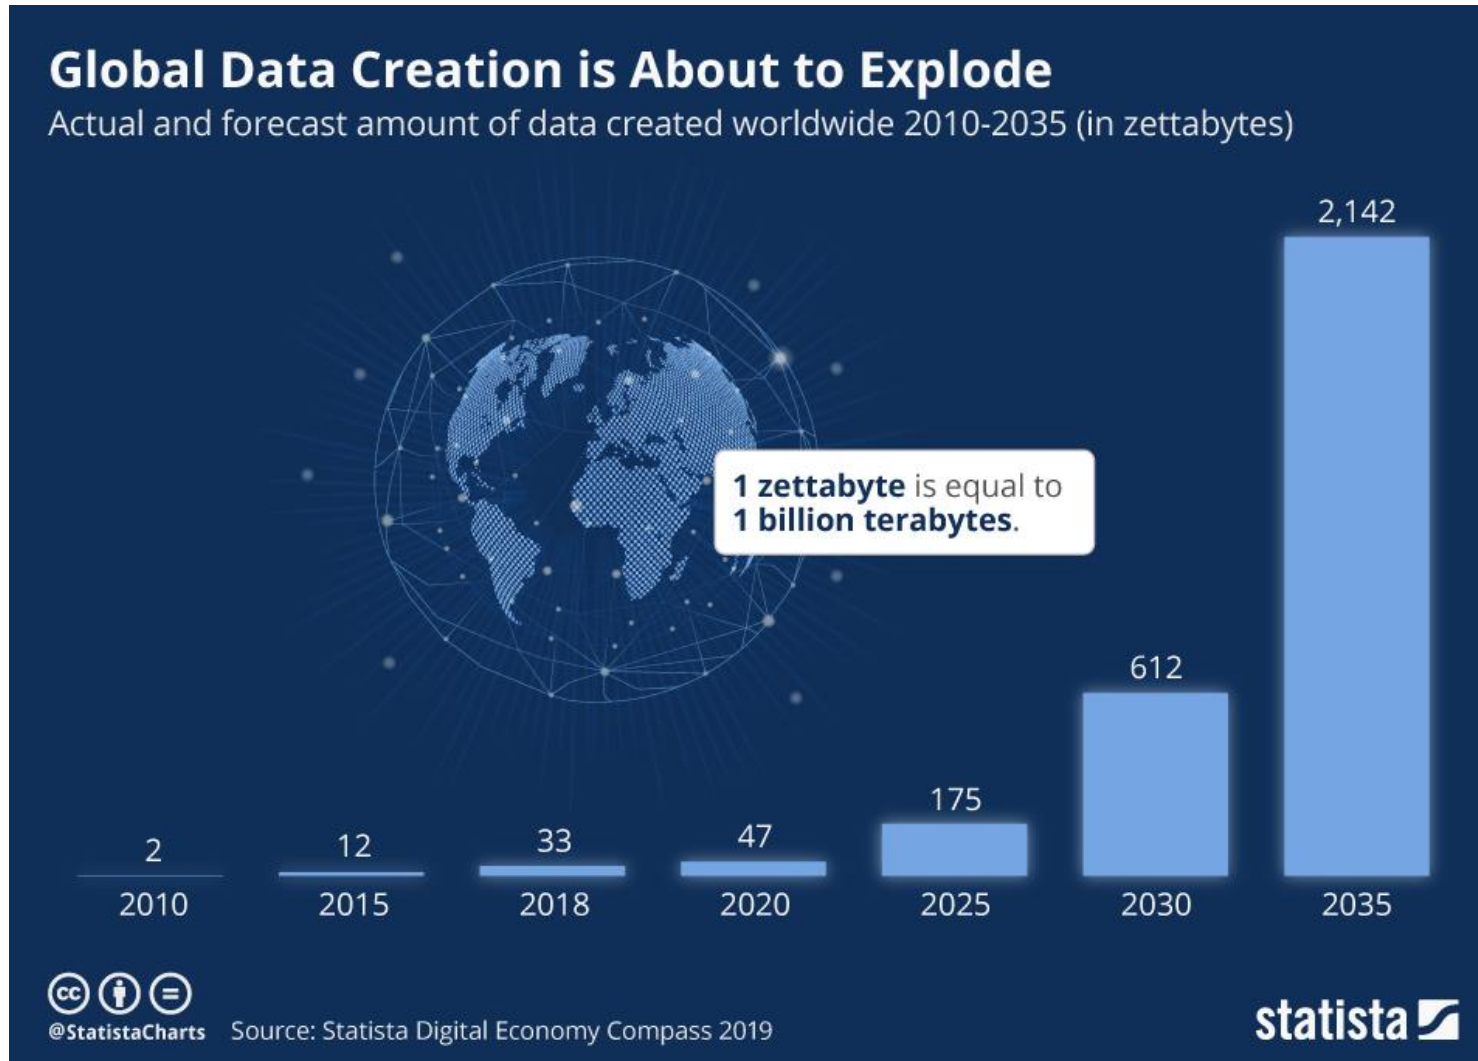 Global Data Creation is About to Explode
Actual and forecast amount of data created worldwide 2010-2035 (in zettabytes)
2,142
1 zettabyte is equal to
1 billion terabytes.
612
175
2
12
33
47
2010
2015
2018
2020
2025
2030
2035
cc
@StatistaCharts
Source: Statista Digital Economy Compass 2019
statista